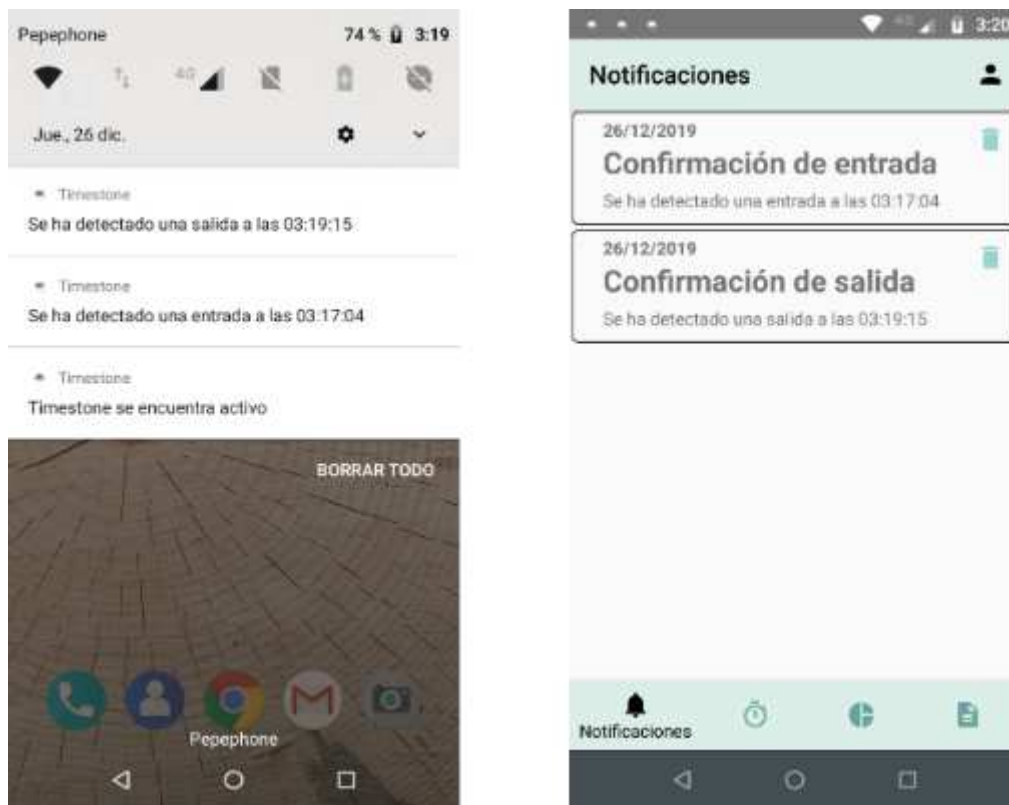 Pepephone 74 % 3:19
4G
Jue., 26 dic.
Timestone
Se ha detectado una salida a las 03:19:15
Timestone
Se ha detectado una entrada a las 03:17:04
Timestone
Timestone se encuentra activo
BORRAR TODO
Pepephone
4G 3:20
Notificaciones
26/12/2019
Confirmación de entrada
Se ha detectado una entrada a las 03:17:04
26/12/2019
Confirmación de salida
Se ha detectado una salida a las 03:19:15
Notificaciones